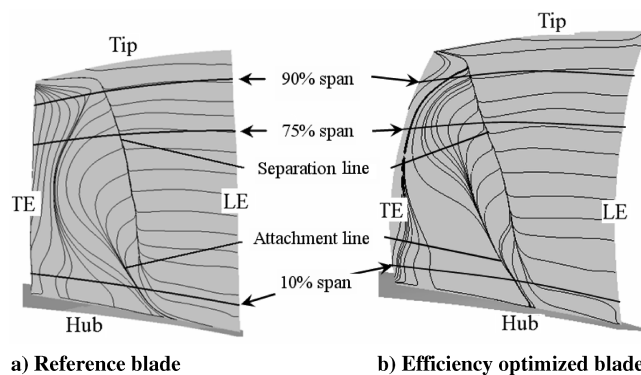 Tip
Tip
90% span
75% span
Separation line
TE
LE
TE
LE
Attachment line
10% span
Hub
Hub
a) Reference blade
b) Efficiency optimized blade